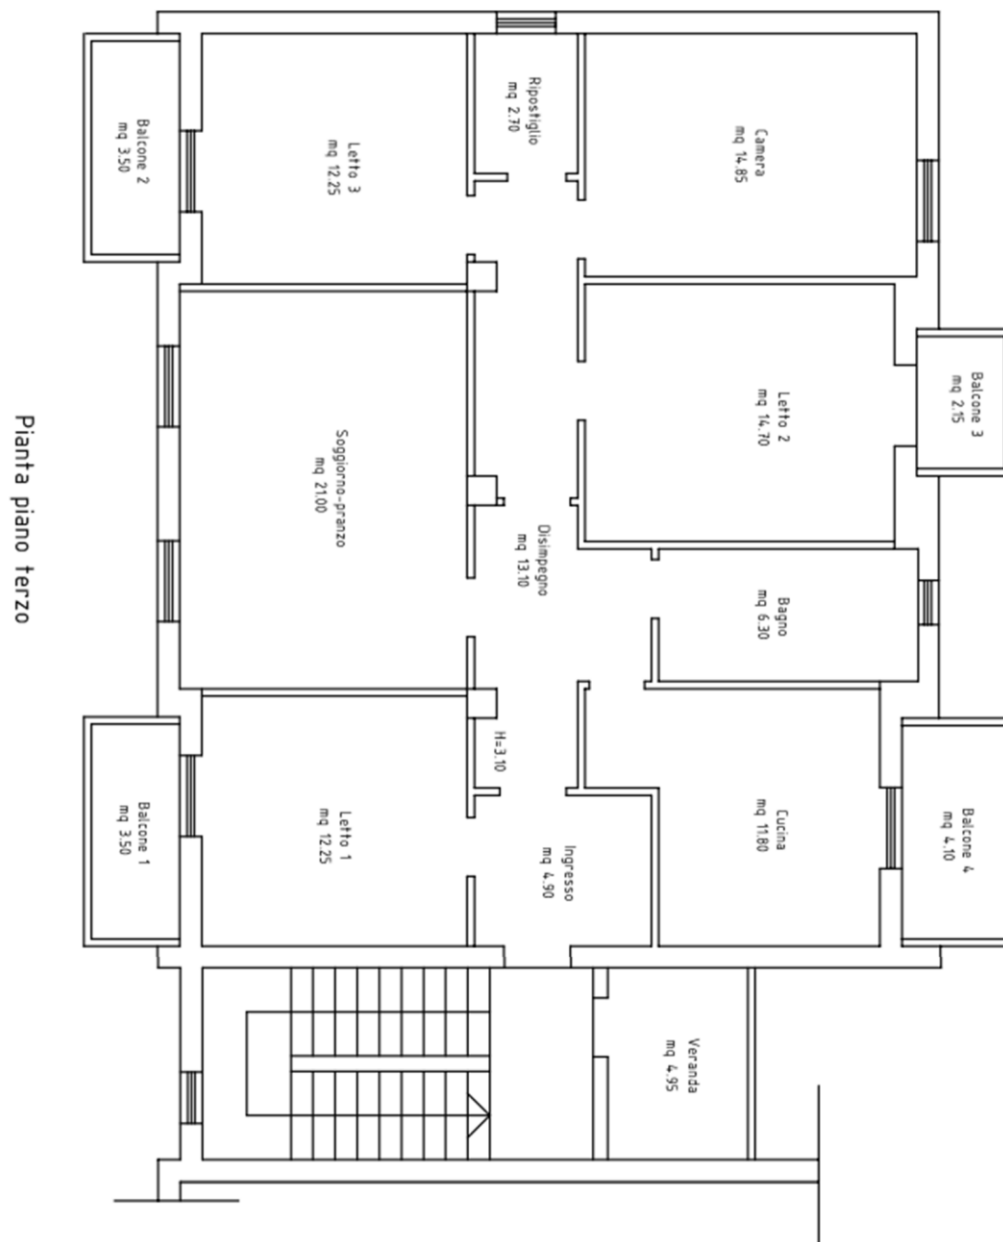 Ripostiglio
mq 2.70
Camera
mq 14.85
Balcone 2
mq 3.50
Letto 3
mq 12.25
Balcone 3
mq 2.15
Letto 2
mq 14.70
Soggiorno-pranzo
mq 21.00
Disimpegno
mq 13.10
Bagno
mq 6.30
H=3.10
Balcone 1
mq 3.50
Letto 1
mq 12.25
Ingresso
mq 4.90
Cucina
mq 11.80
Balcone 4
mq 4.10
Veranda
mq 4.95
Pianta piano terzo